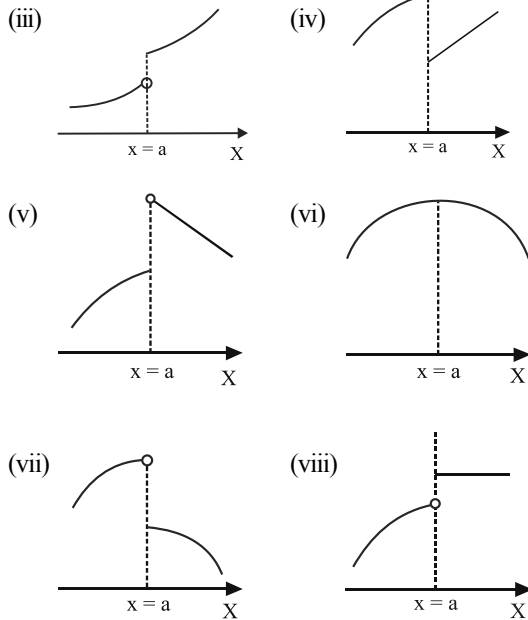 (iii)
x = a
X
(iv)
x = a
X
(v)
x = a
X
(vi)
x = a
X
(vii)
x = a
X
(viii)
x = a
X